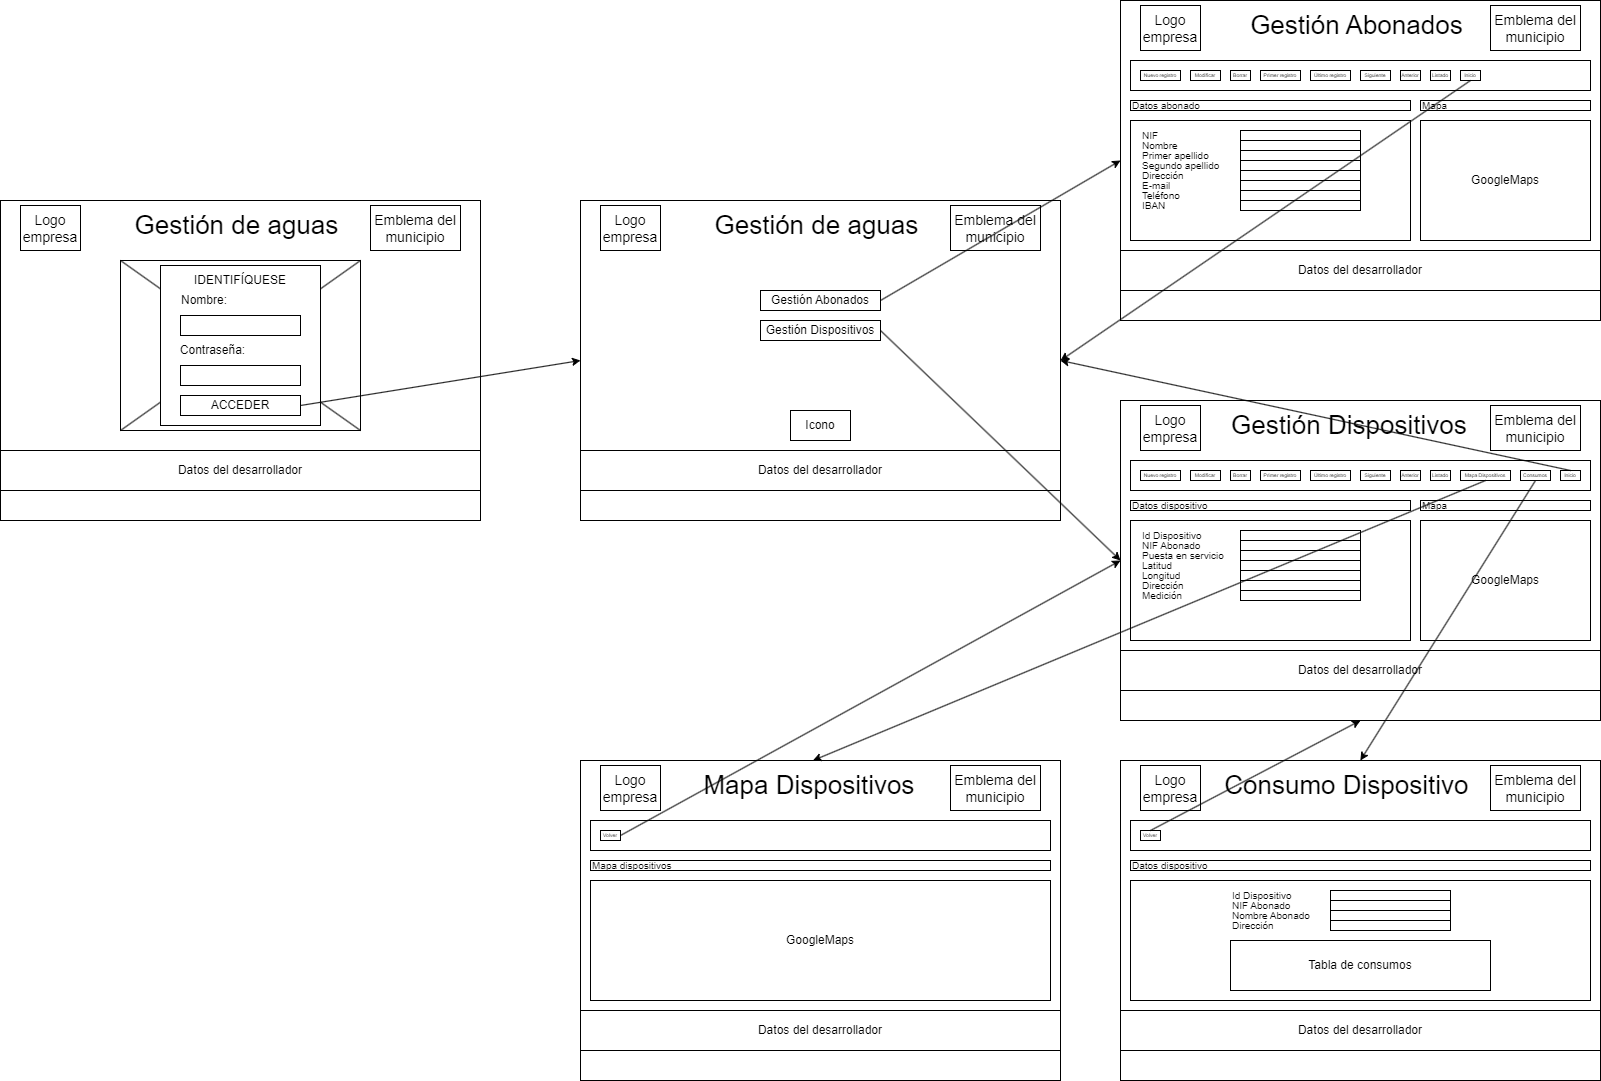 Logo
empresa
Gestión de aguas
Emblema del
municipio
IDENTIFÍQUESE
Nombre:
Contraseña:
ACCEDER
Datos del desarrollador
Logo
empresa
Gestión de aguas
Emblema del
municipio
Gestión Abonados
Gestión Dispositivos
Icono
Datos del desarrollador
Logo
empresa
Gestión Abonados
Emblema del
municipio
Nuevo registro
Modificar
Borrar
Primer registro
Último registro
Siguiente
Anterior
Listado
Inicio
Datos abonado
Mapa
NIF
Nombre
Primer apellido
Segundo apellido
Dirección
E-mail
Teléfono
IBAN
GoogleMaps
Datos del desarrollador
Logo
empresa
Gestión Dispositivos
Emblema del
municipio
Nuevo registro
Modificar
Borrar
Primer registro
Último registro
Siguiente
Anterior
Listado
Mapa Dispositivos
Consumos
Inicio
Datos dispositivo
Mapa
Id Dispositivo
NIF Abonado
Puesta en servicio
Latitud
Longitud
Dirección
Medición
GoogleMaps
Datos del desarrollador
Logo
empresa
Mapa Dispositivos
Emblema del
municipio
Volver
Mapa dispositivos
GoogleMaps
Datos del desarrollador
Logo
empresa
Consumo Dispositivo
Emblema del
municipio
Volver
Datos dispositivo
Id Dispositivo
NIF Abonado
Nombre Abonado
Dirección
Tabla de consumos
Datos del desarrollador